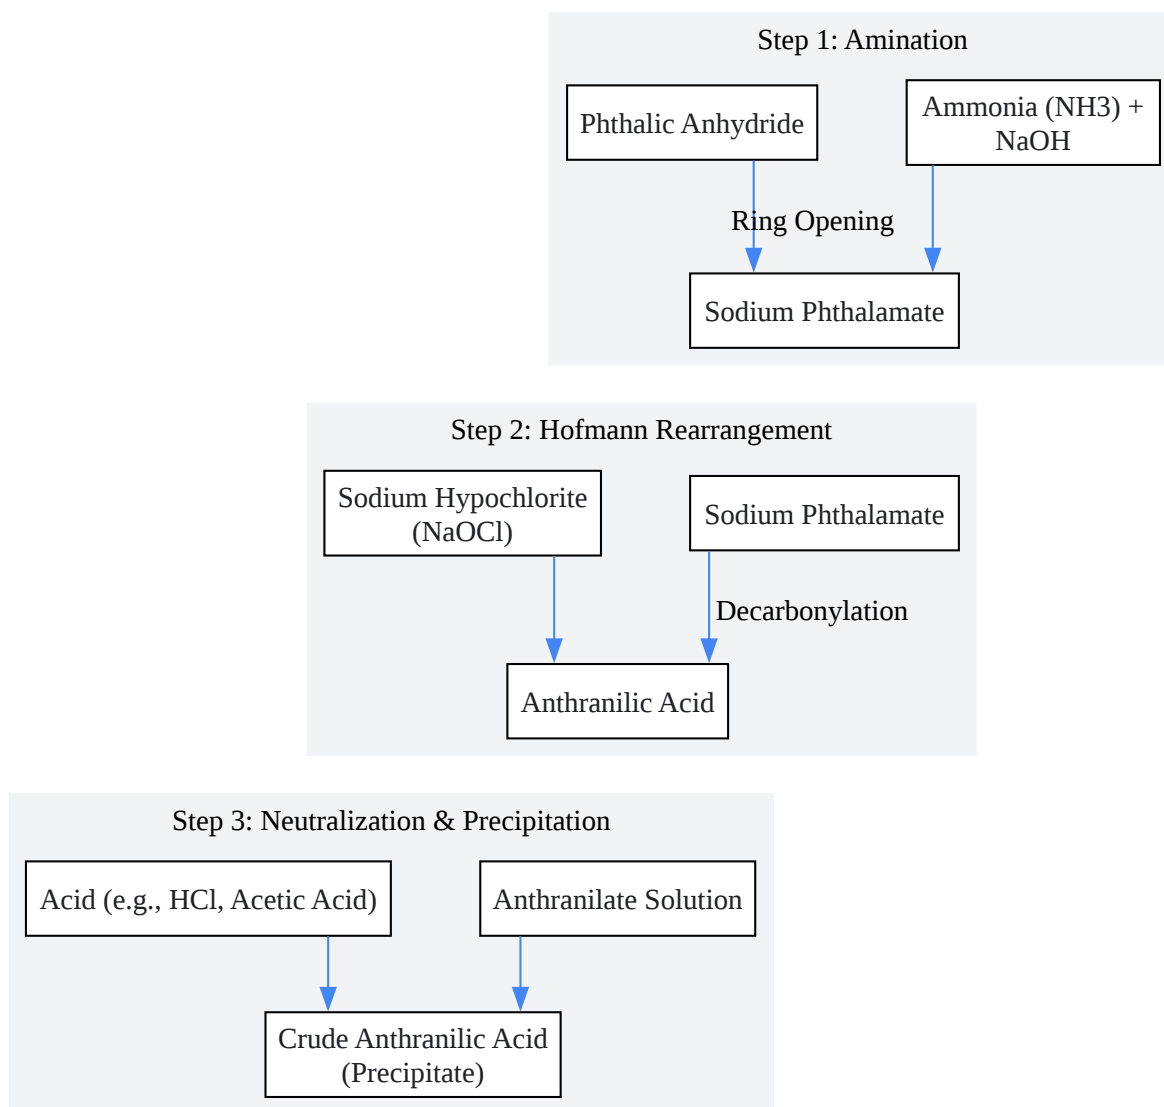 Step 1: Amination
Phthalic Anhydride
Ammonia (NH3) +
NaOH
Ring Opening
Sodium Phthalamate
Step 2: Hofmann Rearrangement
Sodium Hypochlorite
(NaOCl)
Sodium Phthalamate
Decarbonylation
Anthranilic Acid
Step 3: Neutralization & Precipitation
Acid (e.g., HCl, Acetic Acid)
Anthranilate Solution
Crude Anthranilic Acid
(Precipitate)